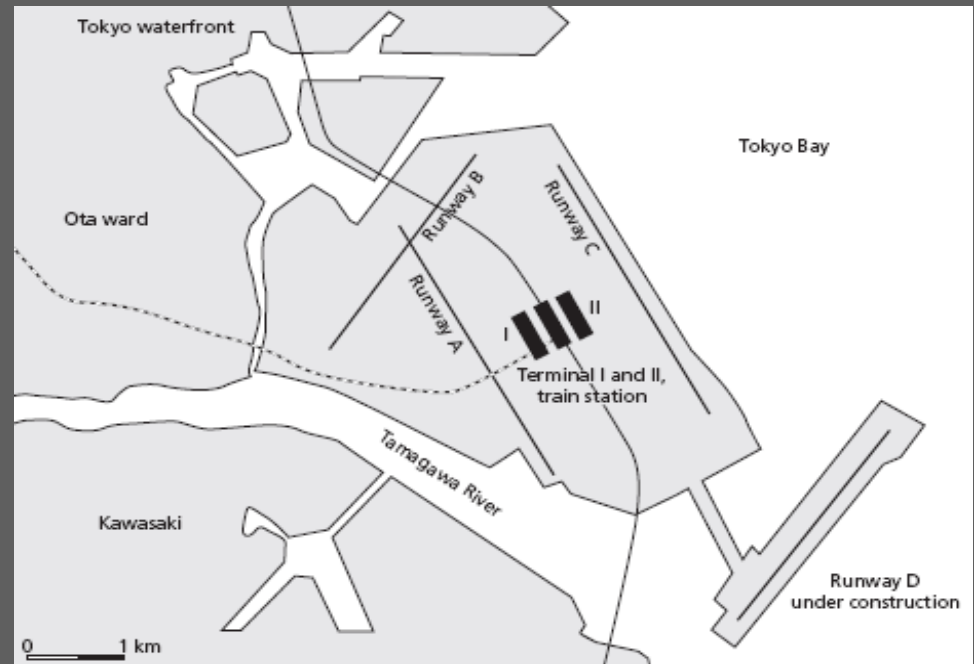 Tokyo waterfront
Tokyo Bay
Runway B
Runway C
Ota ward
Runway A
I
II
Terminal I and II,
train station
Tamagawa River
Kawasaki
Runway D
under construction
0 1 km